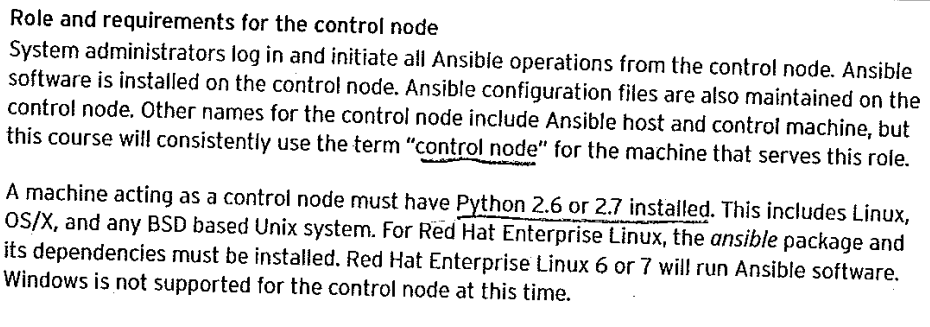 Role and requirements for the control node
System administrators log in and initiate all Ansible operations from the control node. Ansible
software is installed on the control node. Ansible configuration files are also maintained on the
control node. Other names for the control node include Ansible host and control machine, but
this course will consistently use the term "control node" for the machine that serves this role.
A machine acting as a control node must have Python 2.6 or 2.7 installed. This includes Linux,
OS/X, and any BSD based Unix system. For Red Hat Enterprise Linux, the ansible package and
its dependencies must be installed. Red Hat Enterprise Linux 6 or 7 will run Ansible software.
Windows is not supported for the control node at this time.